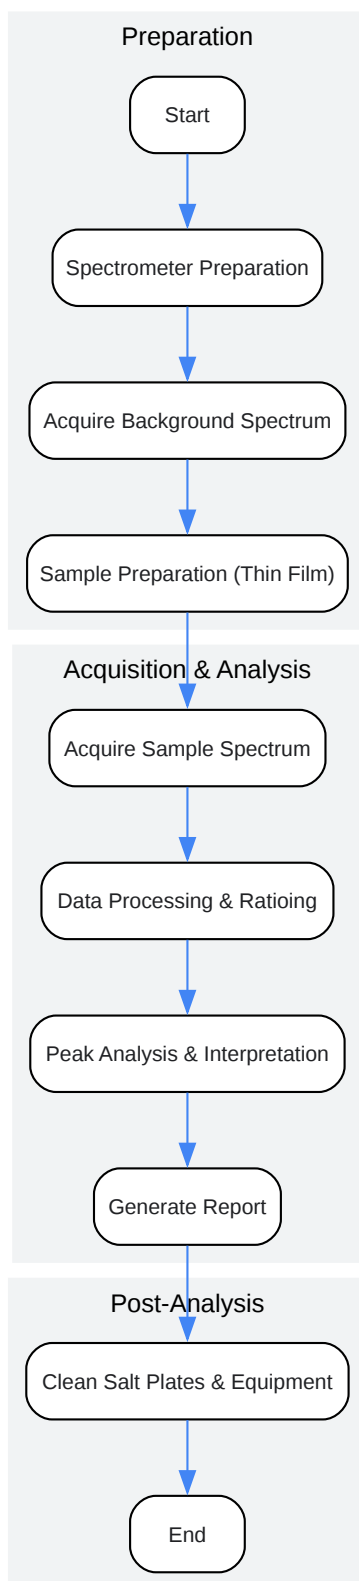 Preparation
Start
Spectrometer Preparation
Acquire Background Spectrum
Sample Preparation (Thin Film)
Acquisition & Analysis
Acquire Sample Spectrum
Data Processing & Ratioing
Peak Analysis & Interpretation
Generate Report
Post-Analysis
Clean Salt Plates & Equipment
End